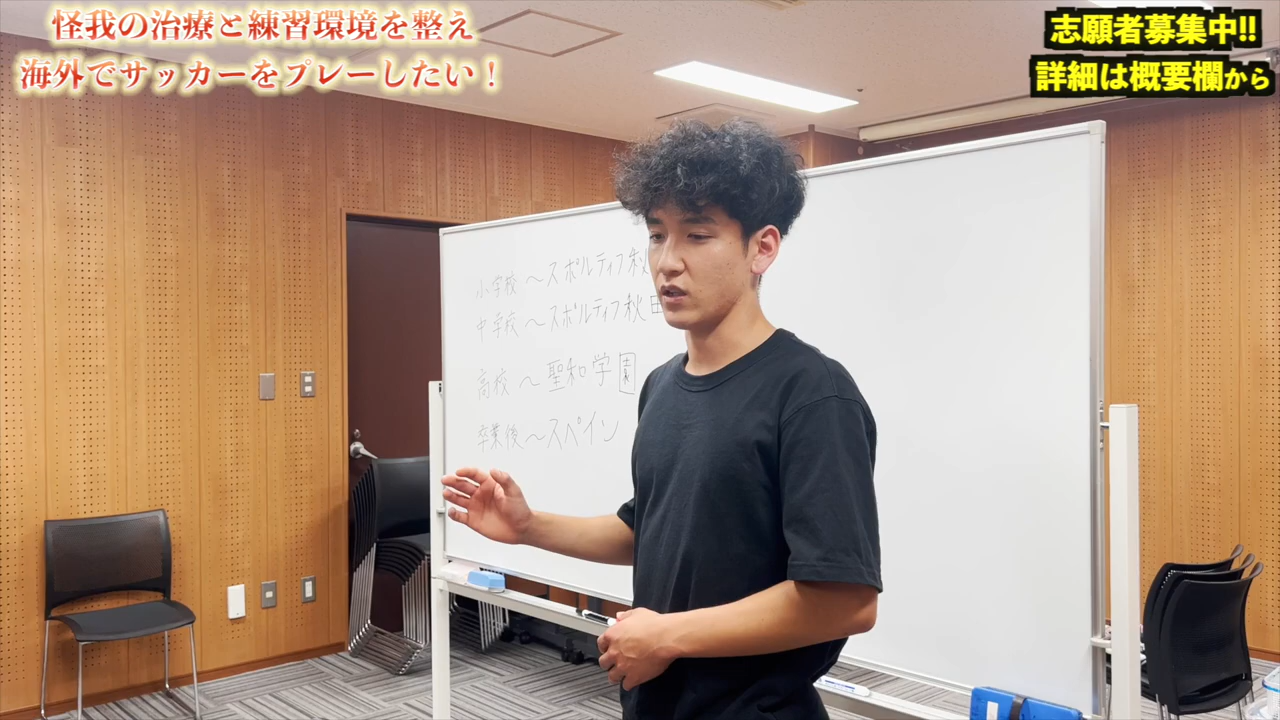 怪我の治療と練習環境を整え
海外でサッカーをプレーしたい！
志願者募集中!!
詳細は概要欄から
小学校～スポルティフ秋
中学校～スポルティフ秋田
高校～聖和学園
卒業後～スペイン